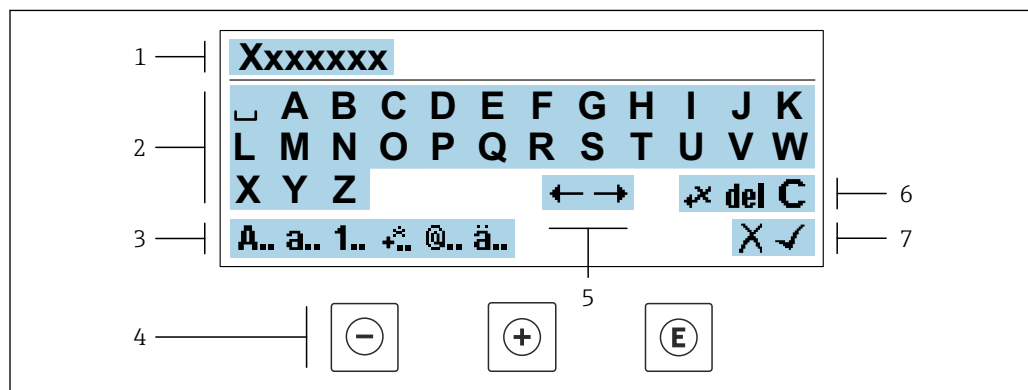 1
Xxxxxxx
2
␣ A B C D E F G H I J K
L M N O P Q R S T U V W
X Y Z ← → ↤× del C
6
3
A.. a.. 1.. +*.. @.. ä.. X ✓
7
5
4
− + E